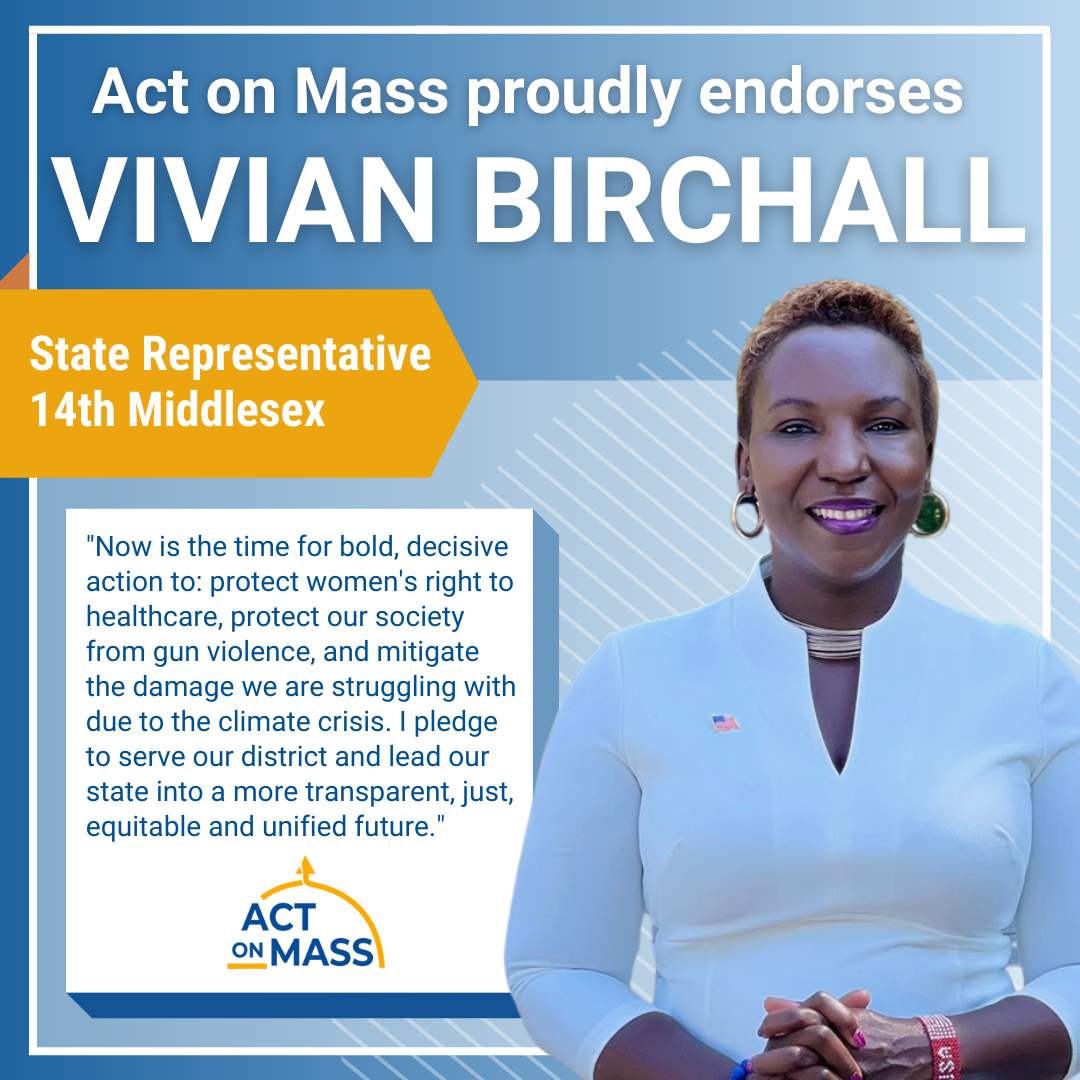 Act on Mass proudly endorses
VIVIAN BIRCHALL
State Representative
14th Middlesex
"Now is the time for bold, decisive
action to: protect women's right to
healthcare, protect our society
from gun violence, and mitigate
the damage we are struggling with
due to the climate crisis. I pledge
to serve our district and lead our
state into a more transparent, just,
equitable and unified future."
ACT
ON MASS